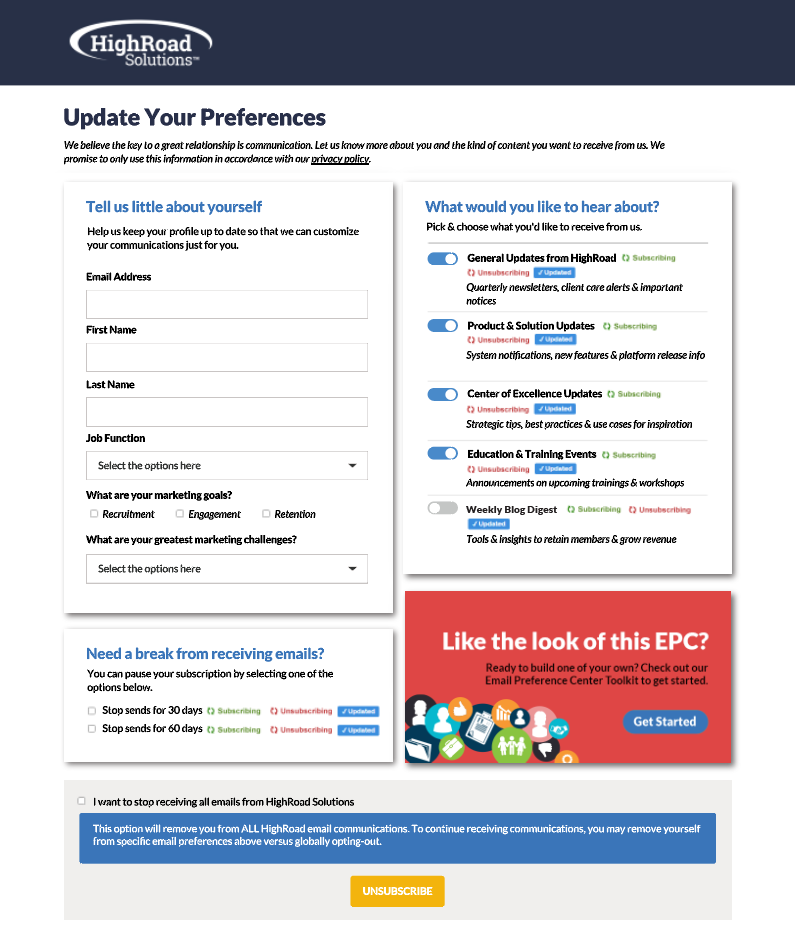 HighRoad
Solutions™
Update Your Preferences
We believe the key to a great relationship is communication. Let us know more about you and the kind of content you want to receive from us. We
promise to only use this information in accordance with our privacy policy.
Tell us little about yourself
Help us keep your profile up to date so that we can customize
your communications just for you.
Email Address
First Name
Last Name
Job Function
Select the options here
What are your marketing goals?
Recruitment Engagement Retention
What are your greatest marketing challenges?
Select the options here
Need a break from receiving emails?
You can pause your subscription by selecting one of the
options below.
Stop sends for 30 days Subscribing Unsubscribing ✓ Updated
Stop sends for 60 days Subscribing Unsubscribing ✓ Updated
What would you like to hear about?
Pick & choose what you'd like to receive from us.
General Updates from HighRoad Subscribing
Unsubscribing ✓ Updated
Quarterly newsletters, client care alerts & important
notices
Product & Solution Updates Subscribing
Unsubscribing ✓ Updated
System notifications, new features & platform release info
Center of Excellence Updates Subscribing
Unsubscribing ✓ Updated
Strategic tips, best practices & use cases for inspiration
Education & Training Events Subscribing
Unsubscribing ✓ Updated
Announcements on upcoming trainings & workshops
Weekly Blog Digest Subscribing Unsubscribing
✓ Updated
Tools & insights to retain members & grow revenue
Like the look of this EPC?
Ready to build one of your own? Check out our
Email Preference Center Toolkit to get started.
Get Started
I want to stop receiving all emails from HighRoad Solutions
This option will remove you from ALL HighRoad email communications. To continue receiving communications, you may remove yourself
from specific email preferences above versus globally opting-out.
UNSUBSCRIBE